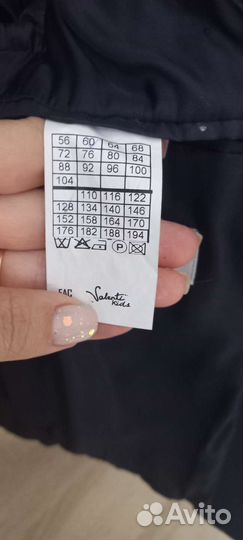 56 60 64 68
72 76 80 84
88 92 96 100
104
110 116 122
128 134 140 146
152 158 164 170
176 182 188 194
P
EAC Valenti
Kids
Avito